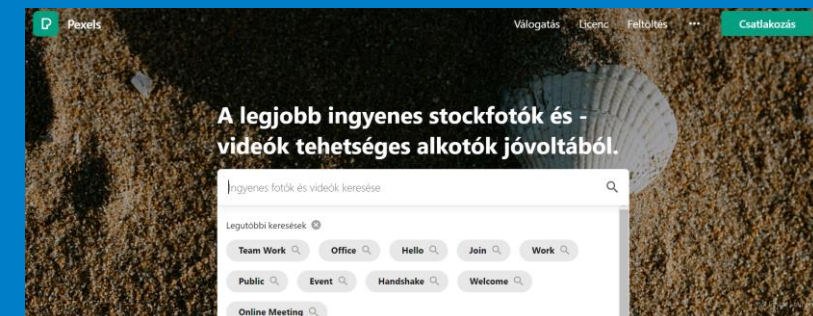 Pexels
Válogatás Licenc Feltöltés ··· Csatlakozás
A legjobb ingyenes stockfotók és -
videók tehetséges alkotók jóvoltából.
Ingyenes fotók és videók keresése
Legutóbbi keresések
Team Work Office Hello Join Work
Public Event Handshake Welcome
Online Meeting